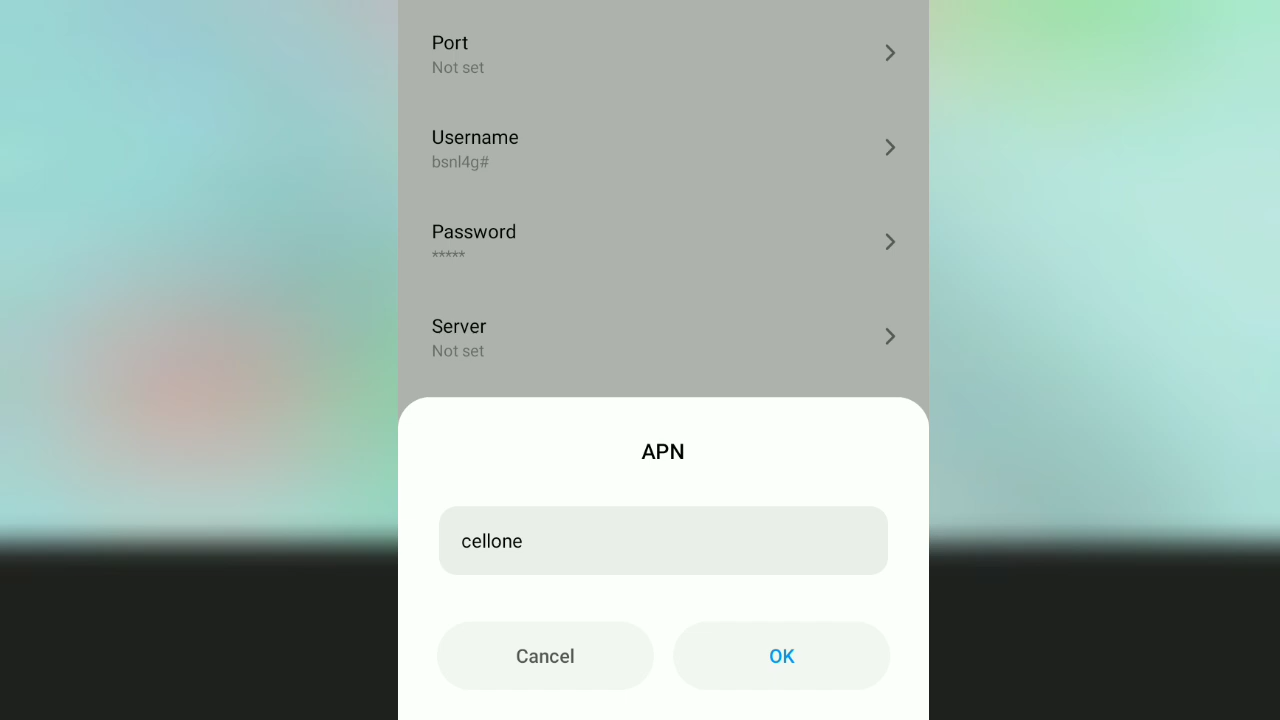 Port
Not set
Username
bsnl4g#
Password
*****
Server
Not set
APN
cellone
Cancel
OK